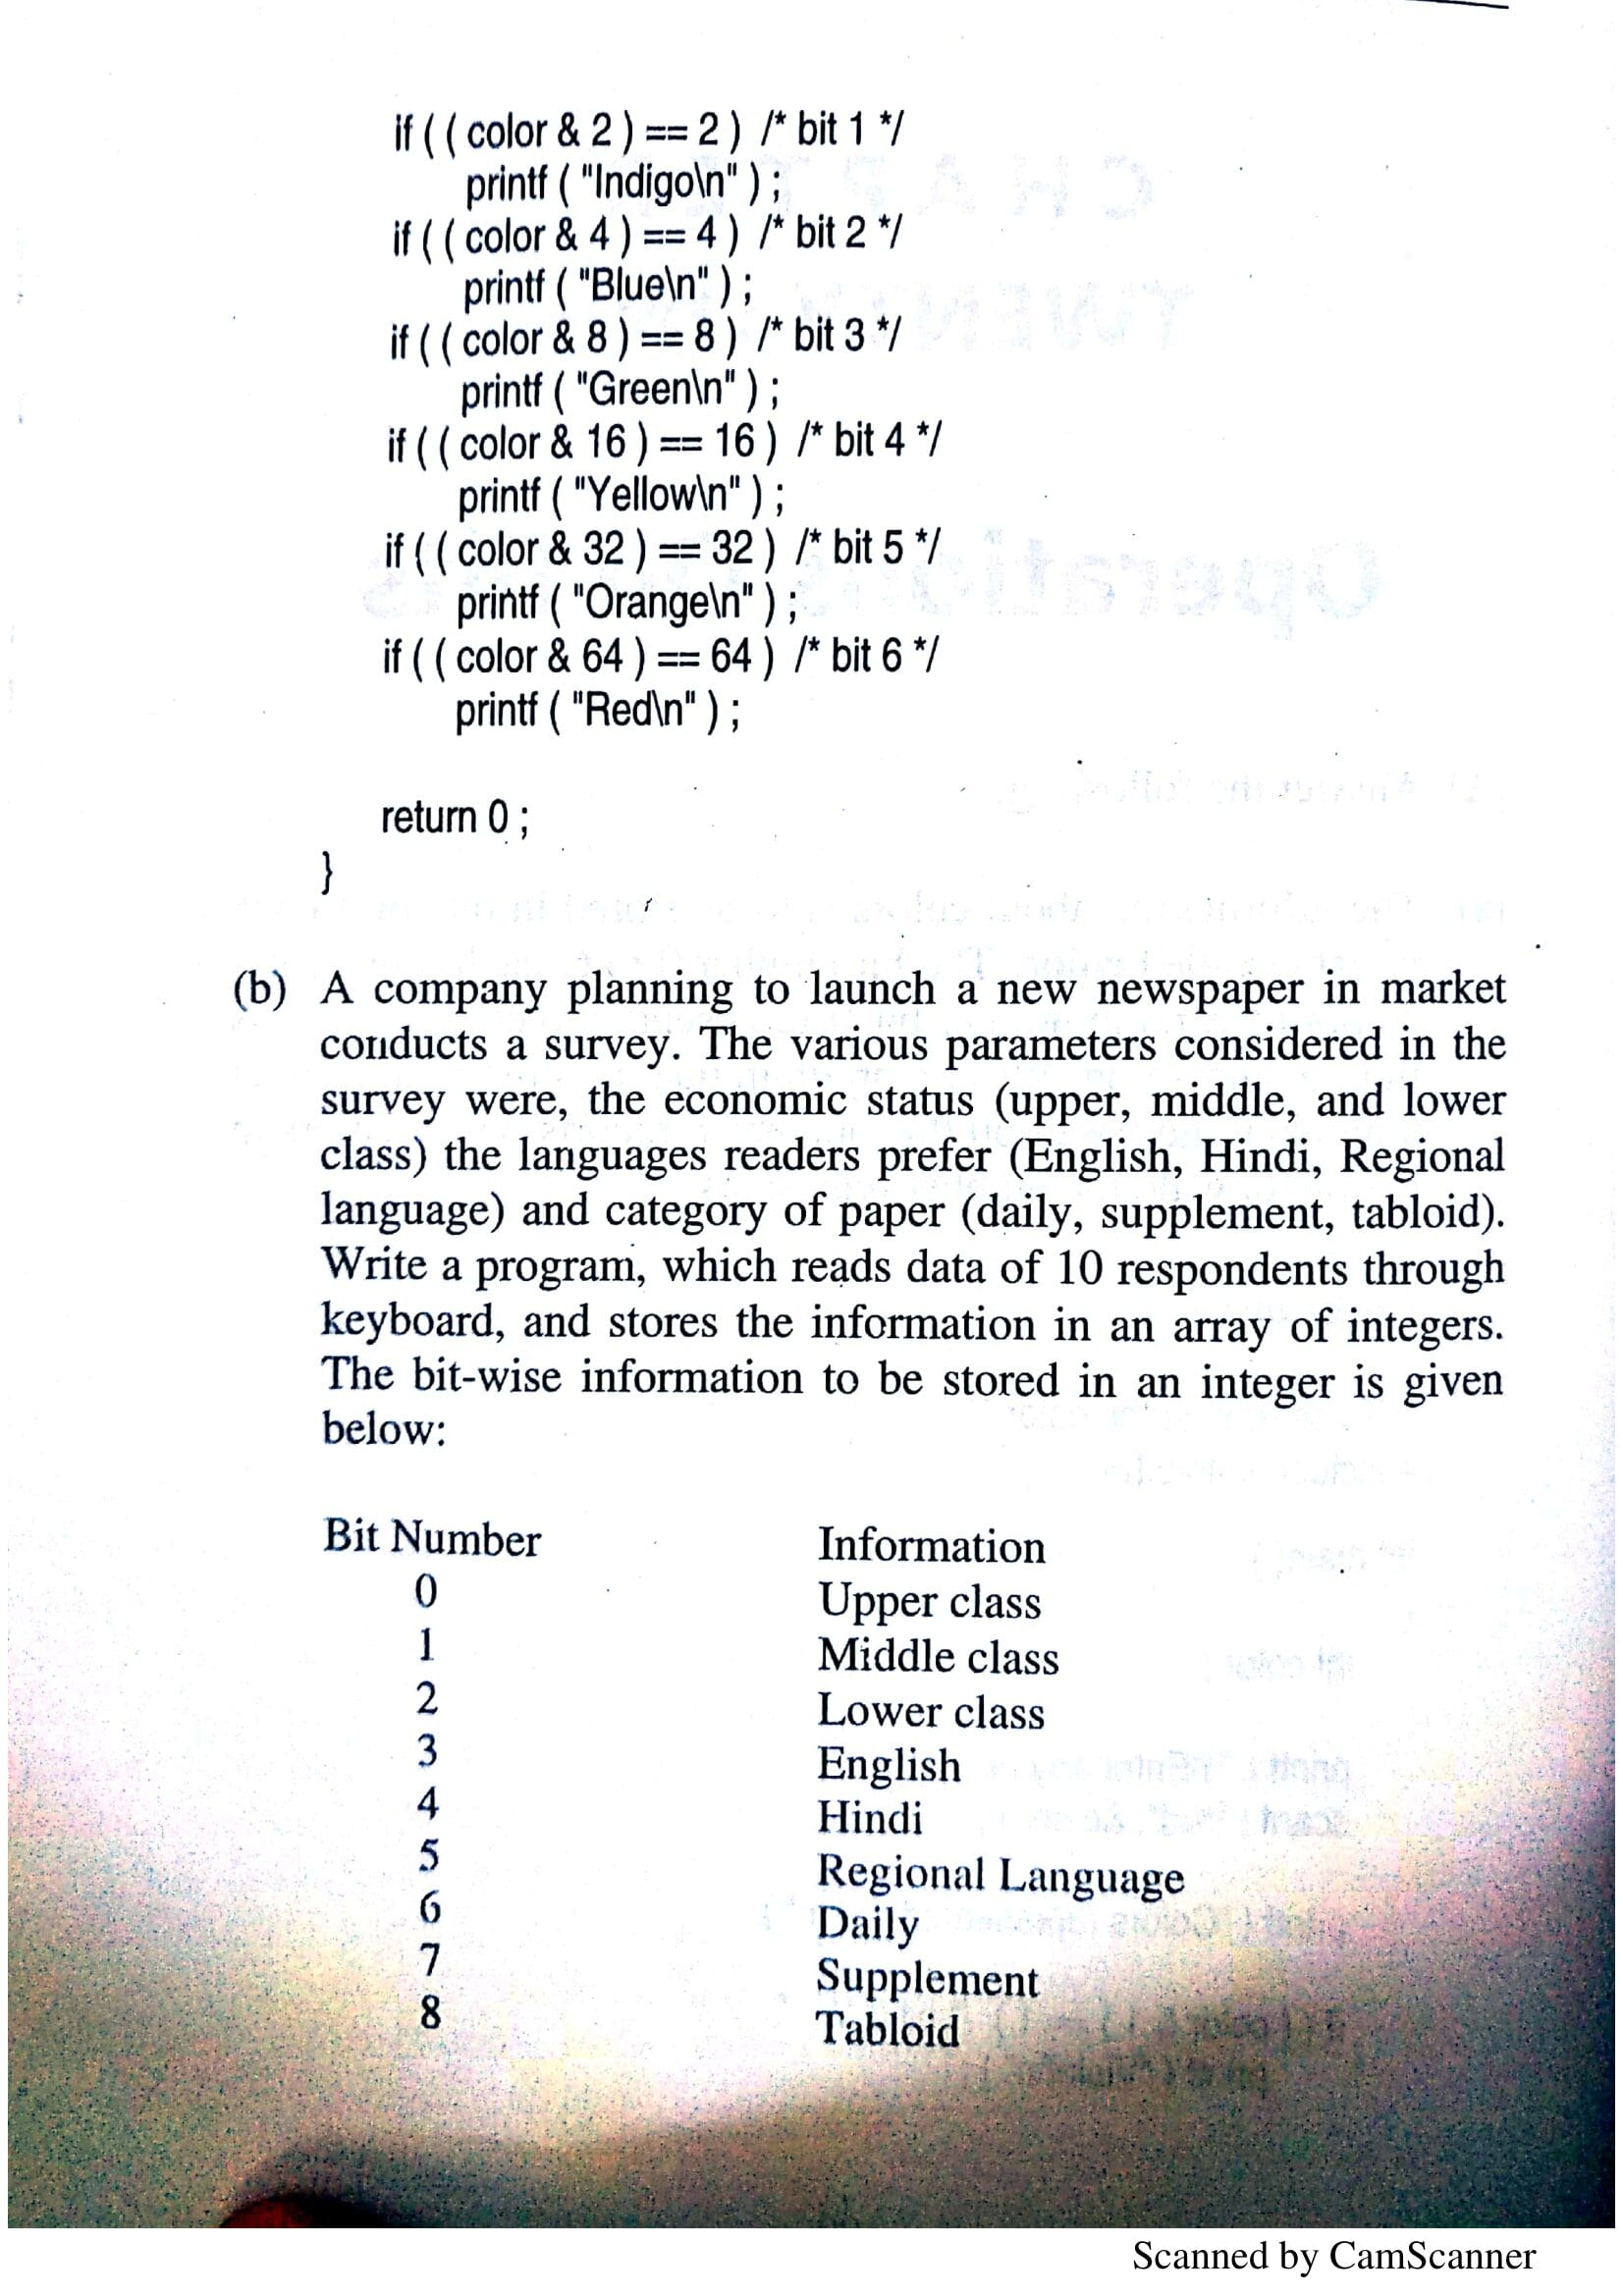 if ( ( color & 2 ) == 2 ) /* bit 1 */
printf ( "Indigo\n" ) ;
if ( ( color & 4 ) == 4 ) /* bit 2 */
printf ( "Blue\n" ) ;
if ( ( color & 8 ) == 8 ) /* bit 3 */
printf ( "Green\n" ) ;
if ( ( color & 16 ) == 16 ) /* bit 4 */
printf ( "Yellow\n" ) ;
if ( ( color & 32 ) == 32 ) /* bit 5 */
printf ( "Orange\n" ) ;
if ( ( color & 64 ) == 64 ) /* bit 6 */
printf ( "Red\n" ) ;
return 0 ;
}
(b) A company planning to launch a new newspaper in market
conducts a survey. The various parameters considered in the
survey were, the economic status (upper, middle, and lower
class) the languages readers prefer (English, Hindi, Regional
language) and category of paper (daily, supplement, tabloid).
Write a program, which reads data of 10 respondents through
keyboard, and stores the information in an array of integers.
The bit-wise information to be stored in an integer is given
below:
Bit Number Information
0 Upper class
1 Middle class
2 Lower class
3 English
4 Hindi
5 Regional Language
6 Daily
7 Supplement
8 Tabloid
Scanned by CamScanner